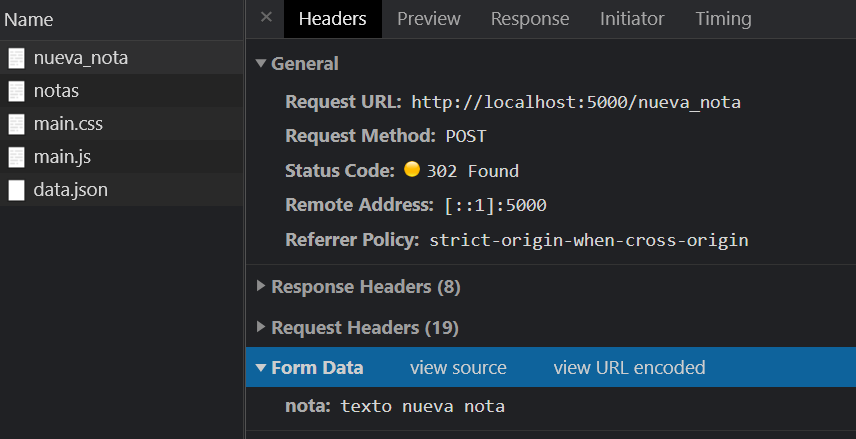 Name
nueva_nota
notas
main.css
main.js
data.json
× Headers Preview Response Initiator Timing
▼ General
Request URL: http://localhost:5000/nueva_nota
Request Method: POST
Status Code: 302 Found
Remote Address: [::1]:5000
Referrer Policy: strict-origin-when-cross-origin
▶ Response Headers (8)
▶ Request Headers (19)
▼ Form Data view source view URL encoded
nota: texto nueva nota